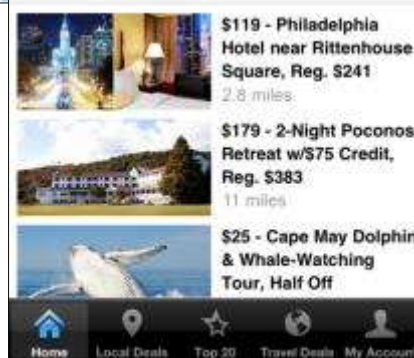 $119 - Philadelphia
Hotel near Rittenhouse
Square, Reg. $241
2.8 miles
$179 - 2-Night Poconos
Retreat w/$75 Credit,
Reg. $383
11 miles
$25 - Cape May Dolphin
& Whale-Watching
Tour, Half Off
Home Local Deals Top 20 Travel Deals My Account